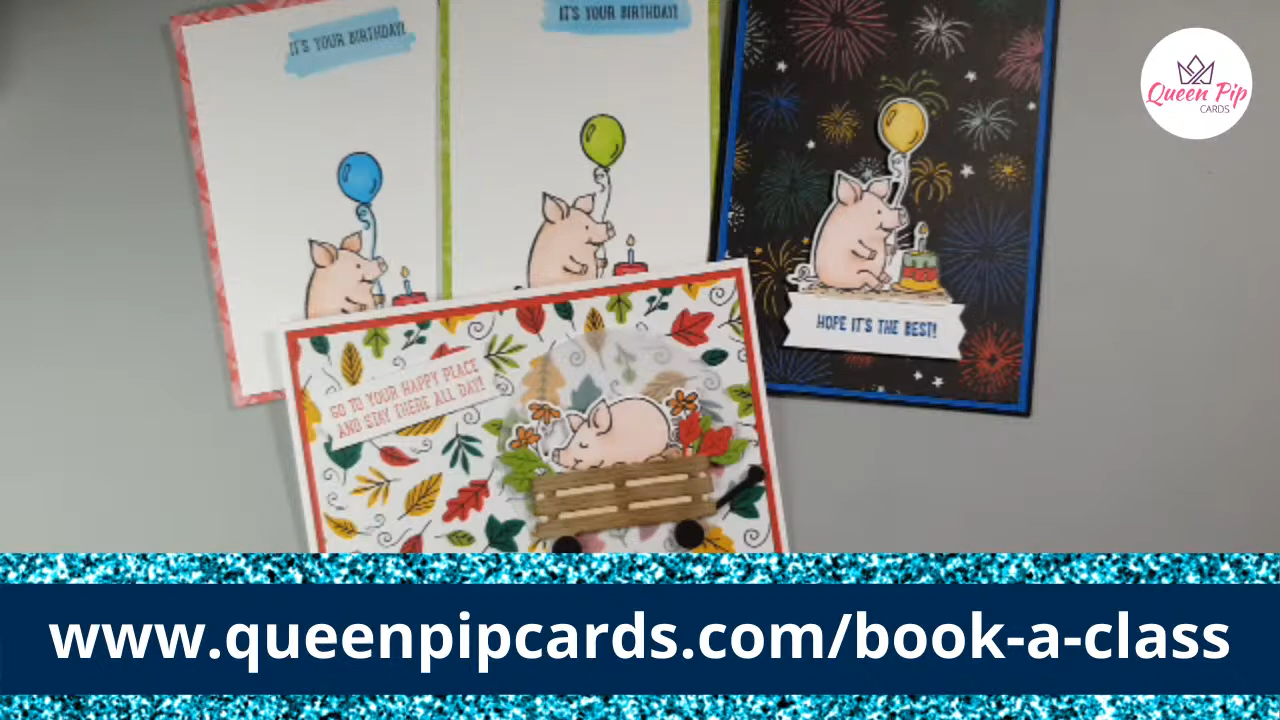 IT'S YOUR BIRTHDAY!
IT'S YOUR BIRTHDAY!
Queen Pip
CARDS
HOPE IT'S THE BEST!
GO TO YOUR HAPPY PLACE
AND STAY THERE ALL DAY!
www.queenpipcards.com/book-a-class